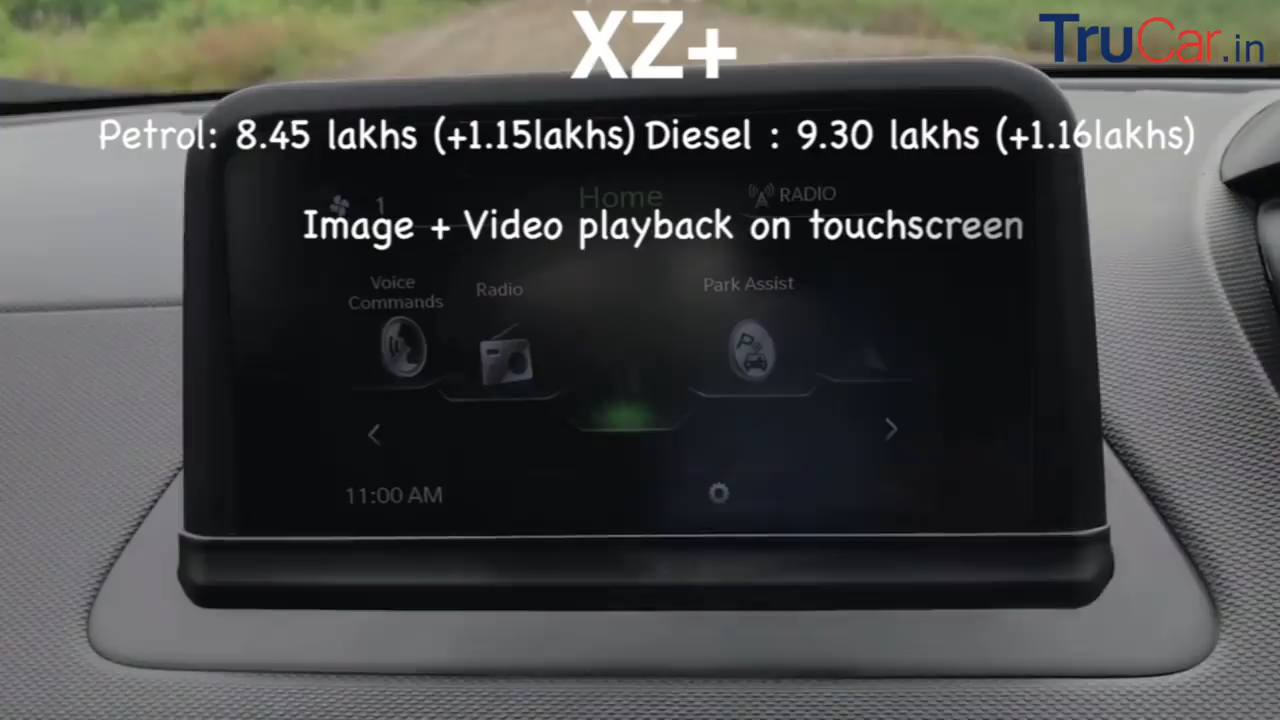 XZ+
TruCar.in
Petrol: 8.45 lakhs (+1.15lakhs) Diesel : 9.30 lakhs (+1.16lakhs)
1
Home
RADIO
Image + Video playback on touchscreen
Voice
Commands
Radio
Park Assist
11:00 AM